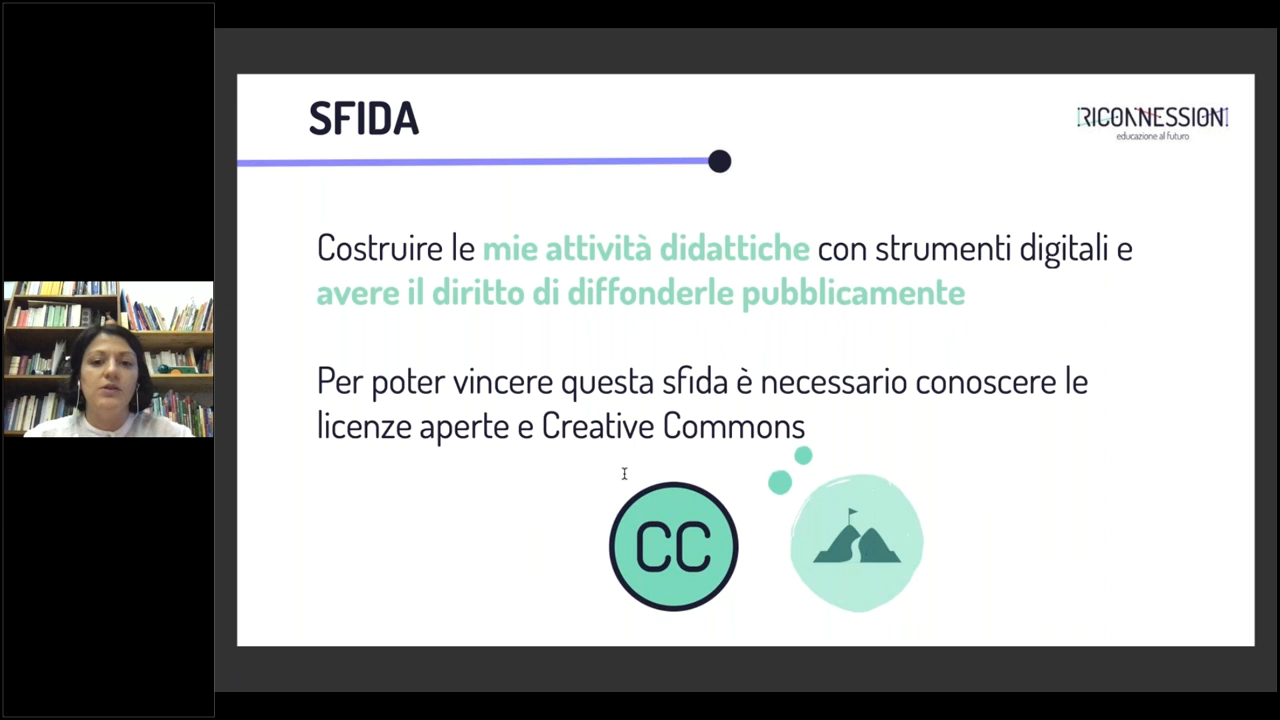 SFIDA
RICONNESSIONI
educazione al futuro
Costruire le mie attività didattiche con strumenti digitali e
avere il diritto di diffonderle pubblicamente
Per poter vincere questa sfida è necessario conoscere le
licenze aperte e Creative Commons
CC